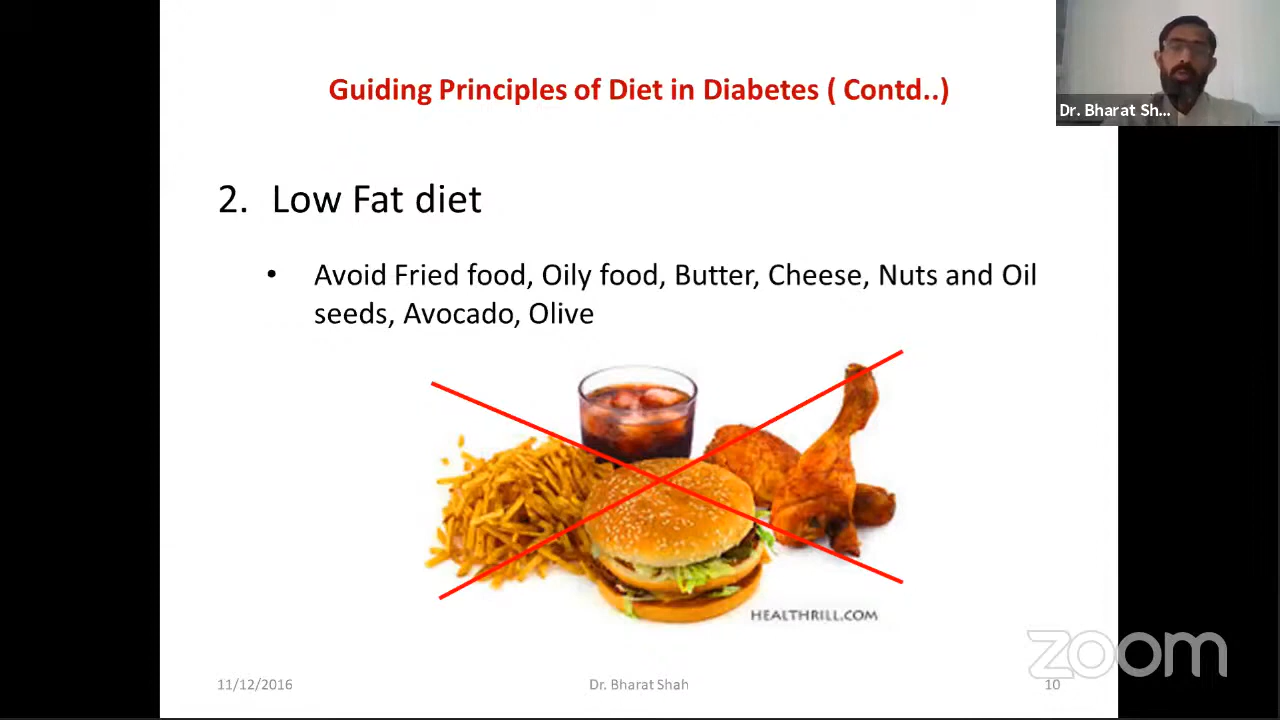 Guiding Principles of Diet in Diabetes ( Contd..)
Dr. Bharat Sh...
2. Low Fat diet
• Avoid Fried food, Oily food, Butter, Cheese, Nuts and Oil
seeds, Avocado, Olive
HEALTHRILL.COM
zoom
11/12/2016 Dr. Bharat Shah 10